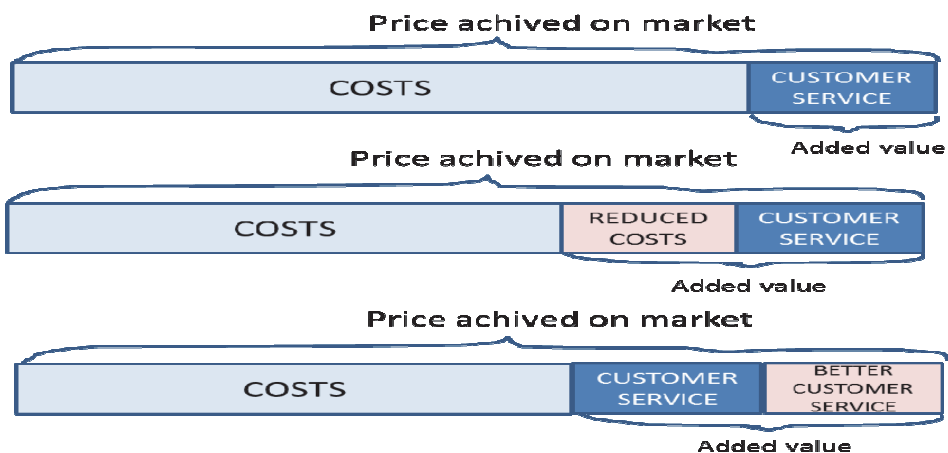 Price achived on market
COSTS
CUSTOMER
SERVICE
Added value
Price achived on market
COSTS
REDUCED
COSTS
CUSTOMER
SERVICE
Added value
Price achived on market
COSTS
CUSTOMER
SERVICE
BETTER
CUSTOMER
SERVICE
Added value